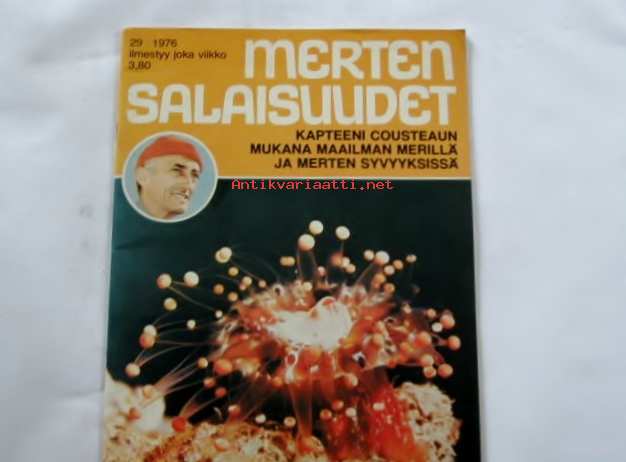 29 1976
ilmestyy joka viikko
3,80
MERTEN
SALAISUUDET
KAPTEENI COUSTEAUN
MUKANA MAAILMAN MERILLÄ
JA MERTEN SYVYYKSISSÄ
Antikvariaatti.net